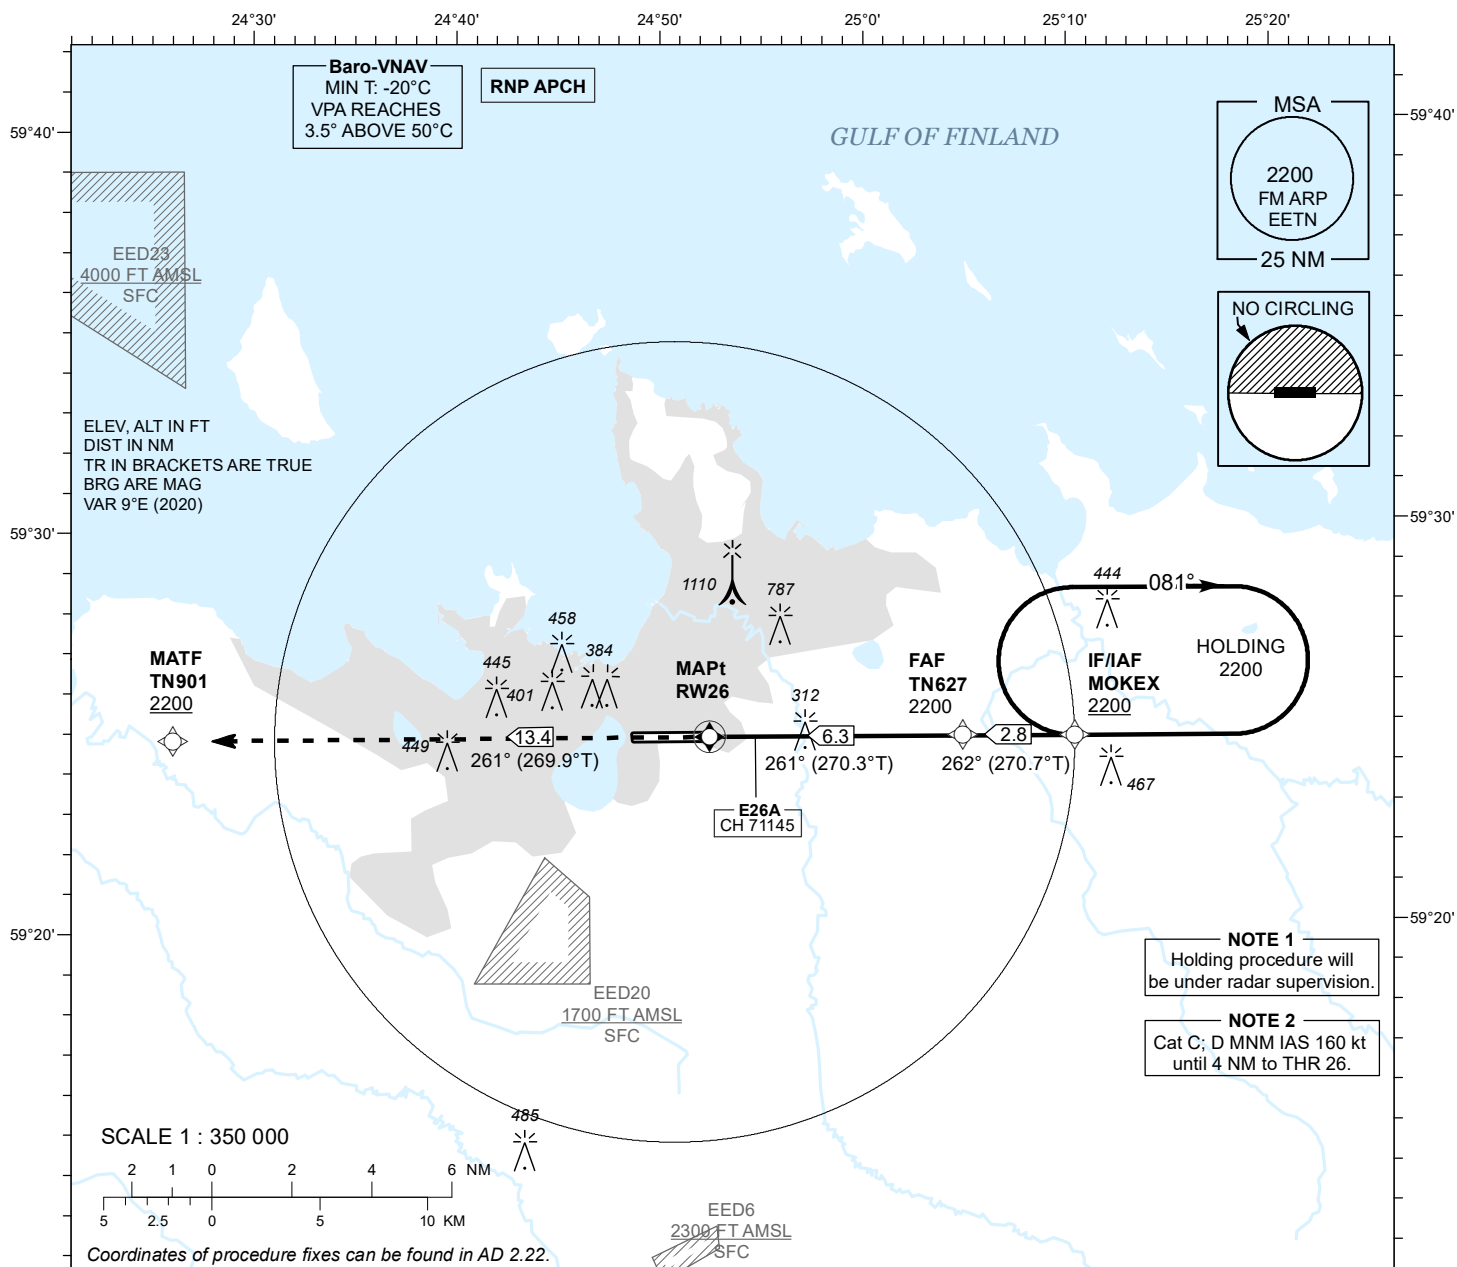 24°30'
24°40'
24°50'
25°0'
25°10'
25°20'
Baro-VNAV
MIN T: -20°C
VPA REACHES
3.5° ABOVE 50°C
RNP APCH
GULF OF FINLAND
MSA
2200
FM ARP
EETN
25 NM
59°40'
59°40'
EED23
4000 FT AMSL
SFC
NO CIRCLING
ELEV, ALT IN FT
DIST IN NM
TR IN BRACKETS ARE TRUE
BRG ARE MAG
VAR 9°E (2020)
59°30'
59°30'
1110
787
444
081°
HOLDING
2200
458
445
401
384
MATF
TN901
2200
MAPt
RW26
FAF
TN627
2200
IF/IAF
MOKEX
2200
312
449
13.4
6.3
2.8
261° (269.9°T)
261° (270.3°T)
262° (270.7°T)
467
E26A
CH 71145
59°20'
59°20'
NOTE 1
Holding procedure will
be under radar supervision.
EED20
1700 FT AMSL
SFC
NOTE 2
Cat C; D MNM IAS 160 kt
until 4 NM to THR 26.
485
SCALE 1 : 350 000
2 1 0 2 4 6 NM
5 2.5 0 5 10 KM
EED6
2300 FT AMSL
SFC
Coordinates of procedure fixes can be found in AD 2.22.